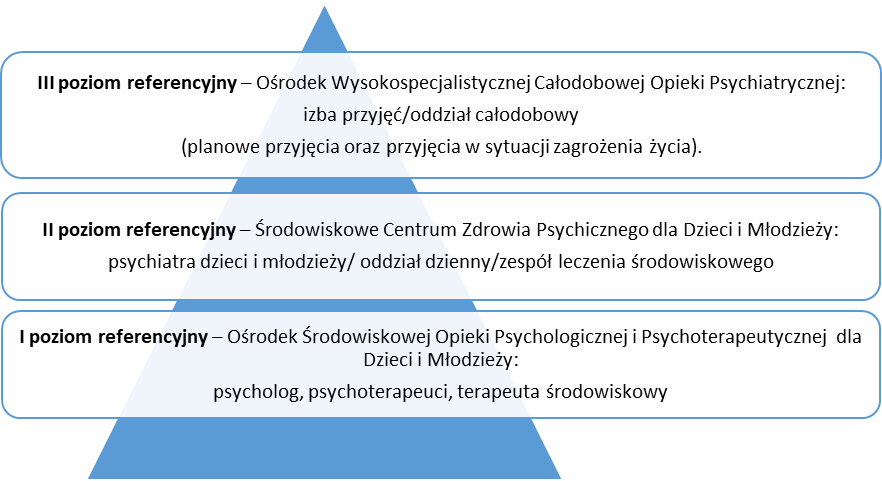 III poziom referencyjny – Ośrodek Wysokospecjalistycznej Całodobowej Opieki Psychiatrycznej:
izba przyjęć/oddział całodobowy
(planowe przyjęcia oraz przyjęcia w sytuacji zagrożenia życia).
II poziom referencyjny – Środowiskowe Centrum Zdrowia Psychicznego dla Dzieci i Młodzieży:
psychiatra dzieci i młodzieży/ oddział dzienny/zespół leczenia środowiskowego
I poziom referencyjny – Ośrodek Środowiskowej Opieki Psychologicznej i Psychoterapeutycznej dla
Dzieci i Młodzieży:
psycholog, psychoterapeuci, terapeuta środowiskowy